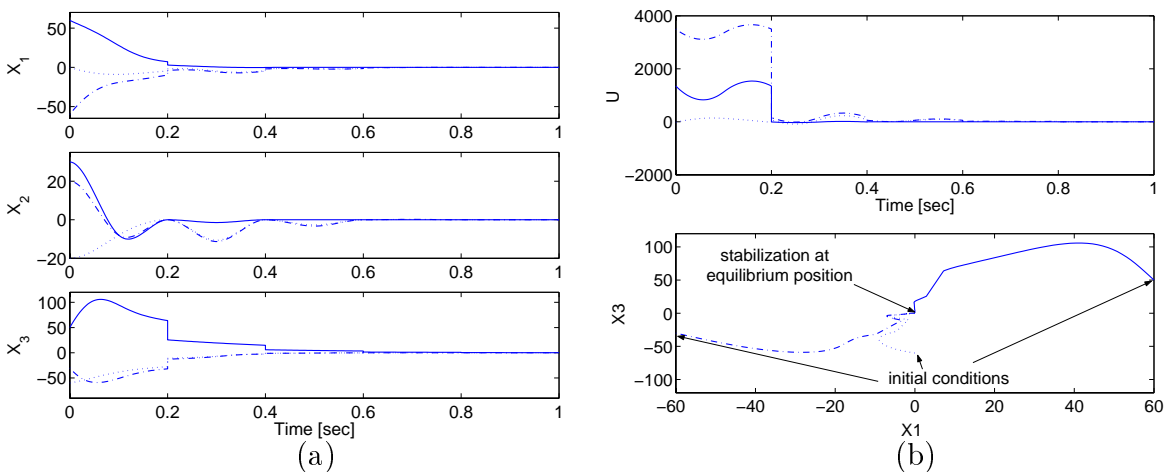 50
0
−50
X1
0 0.2 0.4 0.6 0.8 1
20
0
−20
X2
0 0.2 0.4 0.6 0.8 1
100
50
0
−50
X3
0 0.2 0.4 0.6 0.8 1
Time [sec]
(a)
4000
2000
0
−2000
U
0 0.2 0.4 0.6 0.8 1
Time [sec]
100
50
0
−50
−100
X3
stabilization at
equilibrium position
initial conditions
−60 −40 −20 0 20 40 60
X1
(b)